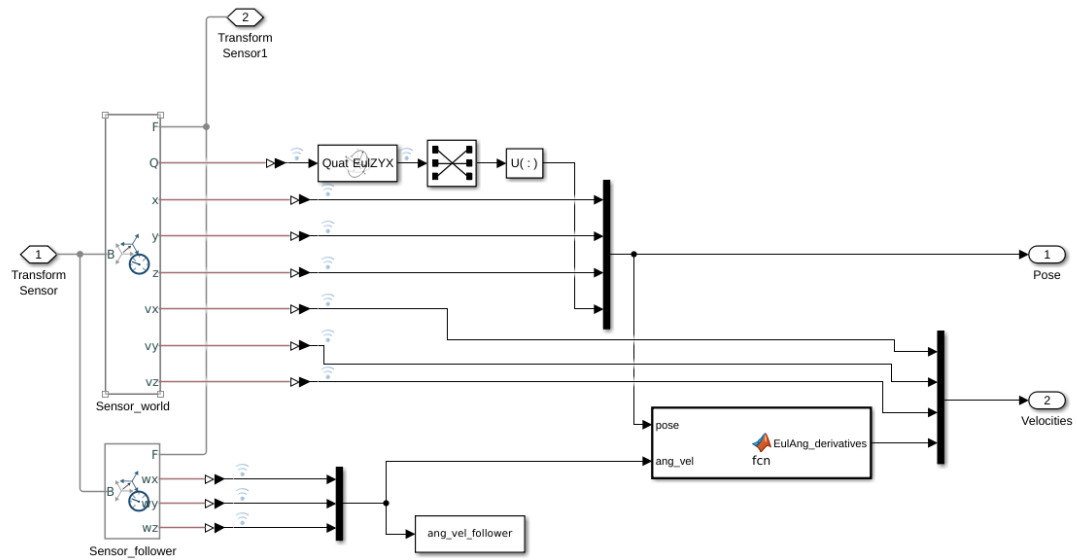 2
Transform
Sensor1
F
Q
Quat EulZYX
U( : )
x
y
1
B
z
1
Transform
Sensor
Pose
vx
vy
vz
2
Sensor_world
Velocities
pose
EulAng_derivatives
ang_vel
fcn
F
wx
B
wy
wz
ang_vel_follower
Sensor_follower